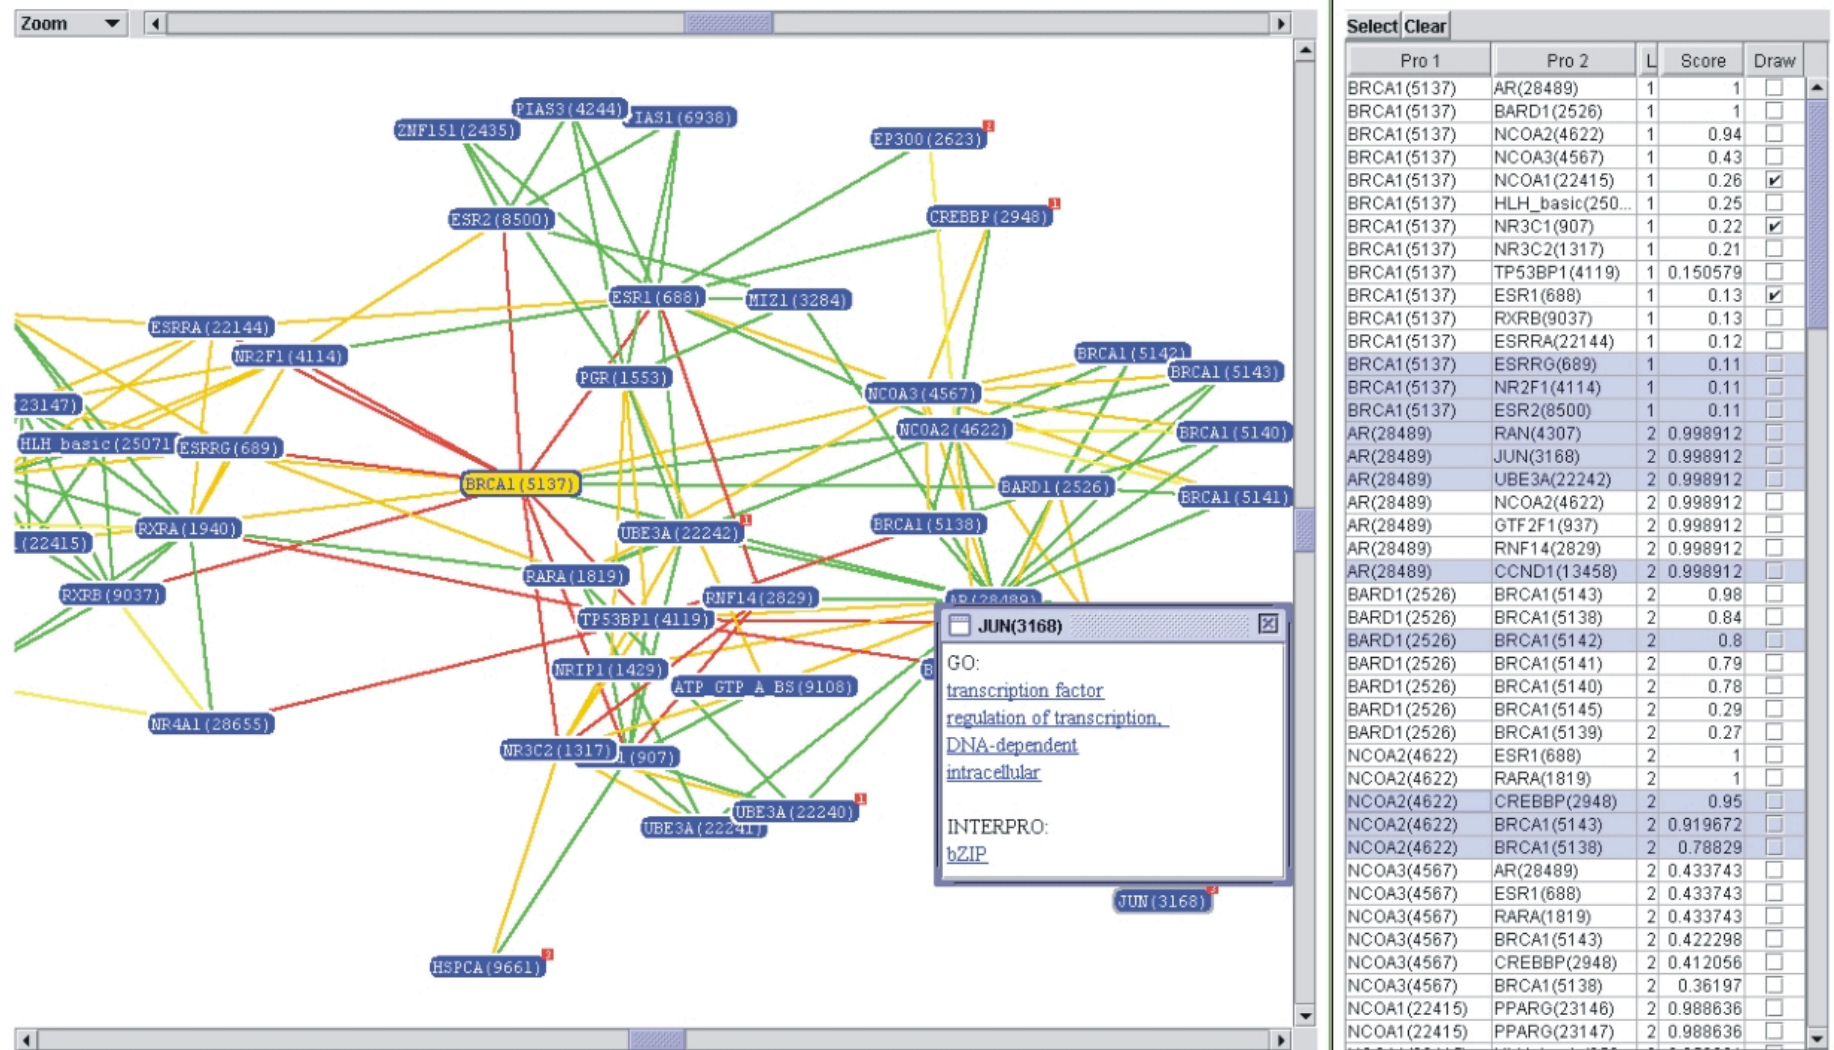 Zoom
PIAS3(4244)
IAS1(6938)
ZNF151(2435)
EP300(2623)
2
CREBBP(2948)
1
ESR2(8500)
ESR1(688)
MIZ1(3284)
ESRRA(22144)
NR2F1(4114)
BRCA1(5142)
BRCA1(5143)
PGR(1553)
NCOA3(4567)
23147)
NCOA2(4622)
BRCA1(5140)
HLH_basic(25071
ESRRG(689)
BRCA1(5137)
BARD1(2526)
BRCA1(5141)
RXRA(1940)
UBE3A(22242)
1
BRCA1(5138)
(22415)
RARA(1819)
RXRB(9037)
RNF14(2829)
AR(28489)
TP53BP1(4119)
NRIP1(1429)
ATP_GTP_A_BS(9108)
B
NR4A1(28655)
NR3C2(1317)
1(907)
UBE3A(22240)
1
UBE3A(22241)
HSPCA(9661)
2
JUN(3168)
GO:
transcription factor
regulation of transcription,
DNA-dependent
intracellular
INTERPRO:
bZIP
JUN(3168)
Select Clear
Pro 1 Pro 2 L Score Draw
BRCA1(5137) AR(28489) 1 1
BRCA1(5137) BARD1(2526) 1 1
BRCA1(5137) NCOA2(4622) 1 0.94
BRCA1(5137) NCOA3(4567) 1 0.43
BRCA1(5137) NCOA1(22415) 1 0.26
BRCA1(5137) HLH_basic(250... 1 0.25
BRCA1(5137) NR3C1(907) 1 0.22
BRCA1(5137) NR3C2(1317) 1 0.21
BRCA1(5137) TP53BP1(4119) 1 0.150579
BRCA1(5137) ESR1(688) 1 0.13
BRCA1(5137) RXRB(9037) 1 0.13
BRCA1(5137) ESRRA(22144) 1 0.12
BRCA1(5137) ESRRG(689) 1 0.11
BRCA1(5137) NR2F1(4114) 1 0.11
BRCA1(5137) ESR2(8500) 1 0.11
AR(28489) RAN(4307) 2 0.998912
AR(28489) JUN(3168) 2 0.998912
AR(28489) UBE3A(22242) 2 0.998912
AR(28489) NCOA2(4622) 2 0.998912
AR(28489) GTF2F1(937) 2 0.998912
AR(28489) RNF14(2829) 2 0.998912
AR(28489) CCND1(13458) 2 0.998912
BARD1(2526) BRCA1(5143) 2 0.98
BARD1(2526) BRCA1(5138) 2 0.84
BARD1(2526) BRCA1(5142) 2 0.8
BARD1(2526) BRCA1(5141) 2 0.79
BARD1(2526) BRCA1(5140) 2 0.78
BARD1(2526) BRCA1(5145) 2 0.29
BARD1(2526) BRCA1(5139) 2 0.27
NCOA2(4622) ESR1(688) 2 1
NCOA2(4622) RARA(1819) 2 1
NCOA2(4622) CREBBP(2948) 2 0.95
NCOA2(4622) BRCA1(5143) 2 0.919672
NCOA2(4622) BRCA1(5138) 2 0.78829
NCOA3(4567) AR(28489) 2 0.433743
NCOA3(4567) ESR1(688) 2 0.433743
NCOA3(4567) RARA(1819) 2 0.433743
NCOA3(4567) BRCA1(5143) 2 0.422298
NCOA3(4567) CREBBP(2948) 2 0.412056
NCOA3(4567) BRCA1(5138) 2 0.36197
NCOA1(22415) PPARG(23146) 2 0.988636
NCOA1(22415) PPARG(23147) 2 0.988636